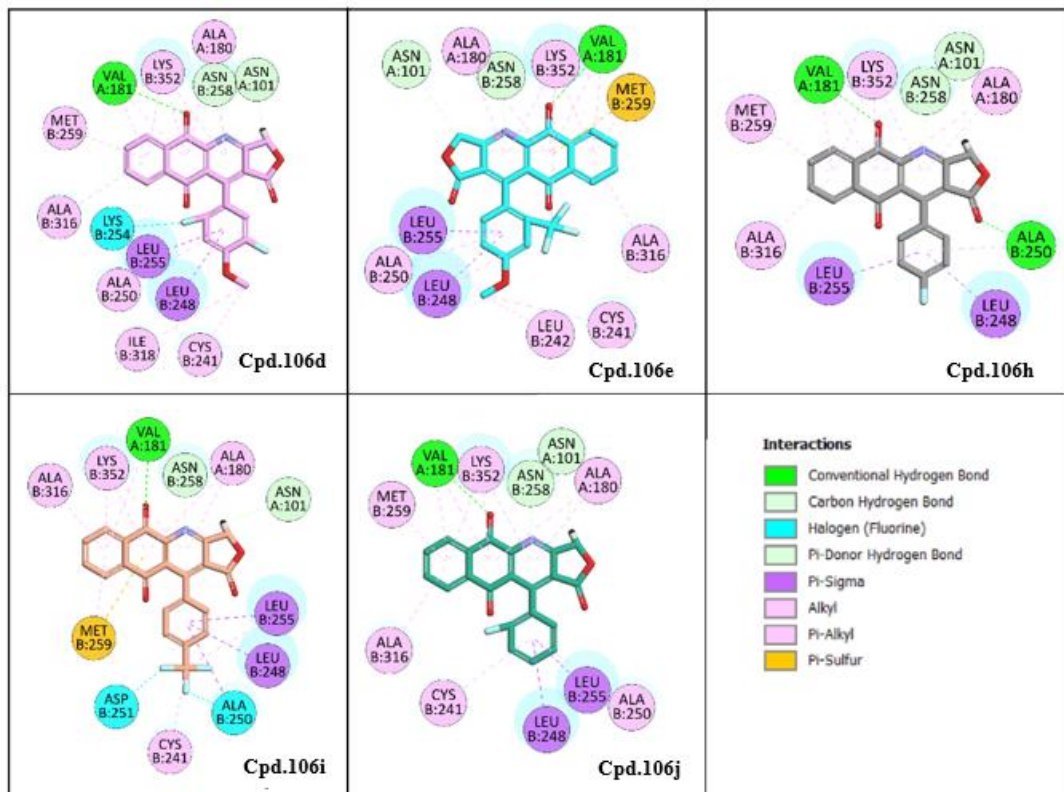 ALA
A:180
LYS
B:352
VAL
A:181
ASN
B:258
ASN
A:101
MET
B:259
ALA
B:316
LYS
B:254
LEU
B:255
ALA
B:250
LEU
B:248
ILE
B:318
CYS
B:241
Cpd.106d
ASN
A:101
ALA
A:180
ASN
B:258
LYS
B:352
VAL
A:181
MET
B:259
LEU
B:255
ALA
B:250
LEU
B:248
ALA
B:316
LEU
B:242
CYS
B:241
Cpd.106e
VAL
A:181
LYS
B:352
ASN
A:101
ASN
B:258
ALA
A:180
MET
B:259
ALA
B:316
LEU
B:255
ALA
B:250
LEU
B:248
Cpd.106h
VAL
A:181
LYS
B:352
ASN
B:258
ALA
A:180
ALA
B:316
ASN
A:101
MET
B:259
LEU
B:255
LEU
B:248
ASP
B:251
ALA
B:250
CYS
B:241
Cpd.106i
VAL
A:181
LYS
B:352
ASN
A:101
ASN
B:258
ALA
A:180
MET
B:259
ALA
B:316
CYS
B:241
LEU
B:255
LEU
B:248
ALA
B:250
Cpd.106j
Interactions
Conventional Hydrogen Bond
Carbon Hydrogen Bond
Halogen (Fluorine)
Pi-Donor Hydrogen Bond
Pi-Sigma
Alkyl
Pi-Alkyl
Pi-Sulfur